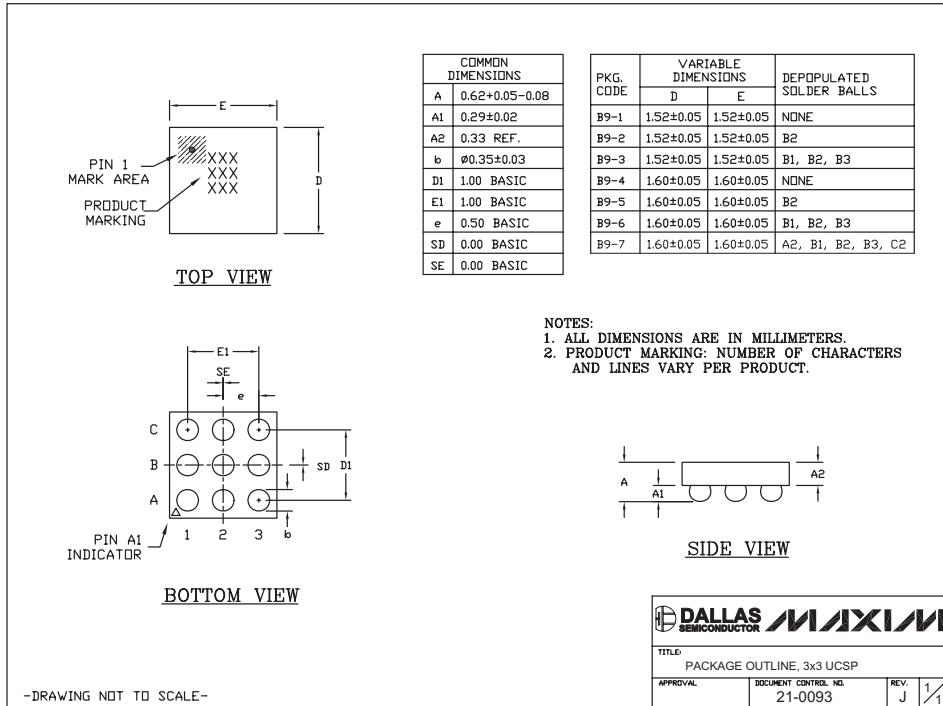 E
D
PIN 1
MARK AREA
XXX
XXX
XXX
PRODUCT
MARKING
TOP VIEW
COMMON
DIMENSIONS
A 0.62+0.05-0.08
A1 0.29±0.02
A2 0.33 REF.
b ø0.35±0.03
D1 1.00 BASIC
E1 1.00 BASIC
e 0.50 BASIC
SD 0.00 BASIC
SE 0.00 BASIC
PKG. CODE VARIABLE DIMENSIONS DEPOPULATED SOLDER BALLS
D E
B9-1 1.52±0.05 1.52±0.05 NONE
B9-2 1.52±0.05 1.52±0.05 B2
B9-3 1.52±0.05 1.52±0.05 B1, B2, B3
B9-4 1.60±0.05 1.60±0.05 NONE
B9-5 1.60±0.05 1.60±0.05 B2
B9-6 1.60±0.05 1.60±0.05 B1, B2, B3
B9-7 1.60±0.05 1.60±0.05 A2, B1, B2, B3, C2
NOTES:
1. ALL DIMENSIONS ARE IN MILLIMETERS.
2. PRODUCT MARKING: NUMBER OF CHARACTERS
AND LINES VARY PER PRODUCT.
E1
SE
e
C
B
A
SD D1
1 2 3 b
PIN A1
INDICATOR
BOTTOM VIEW
A A1 A2
SIDE VIEW
DALLAS SEMICONDUCTOR MAXIM
TITLE:
PACKAGE OUTLINE, 3x3 UCSP
APPROVAL DOCUMENT CONTROL NO. REV.
21-0093 J 1/1
-DRAWING NOT TO SCALE-